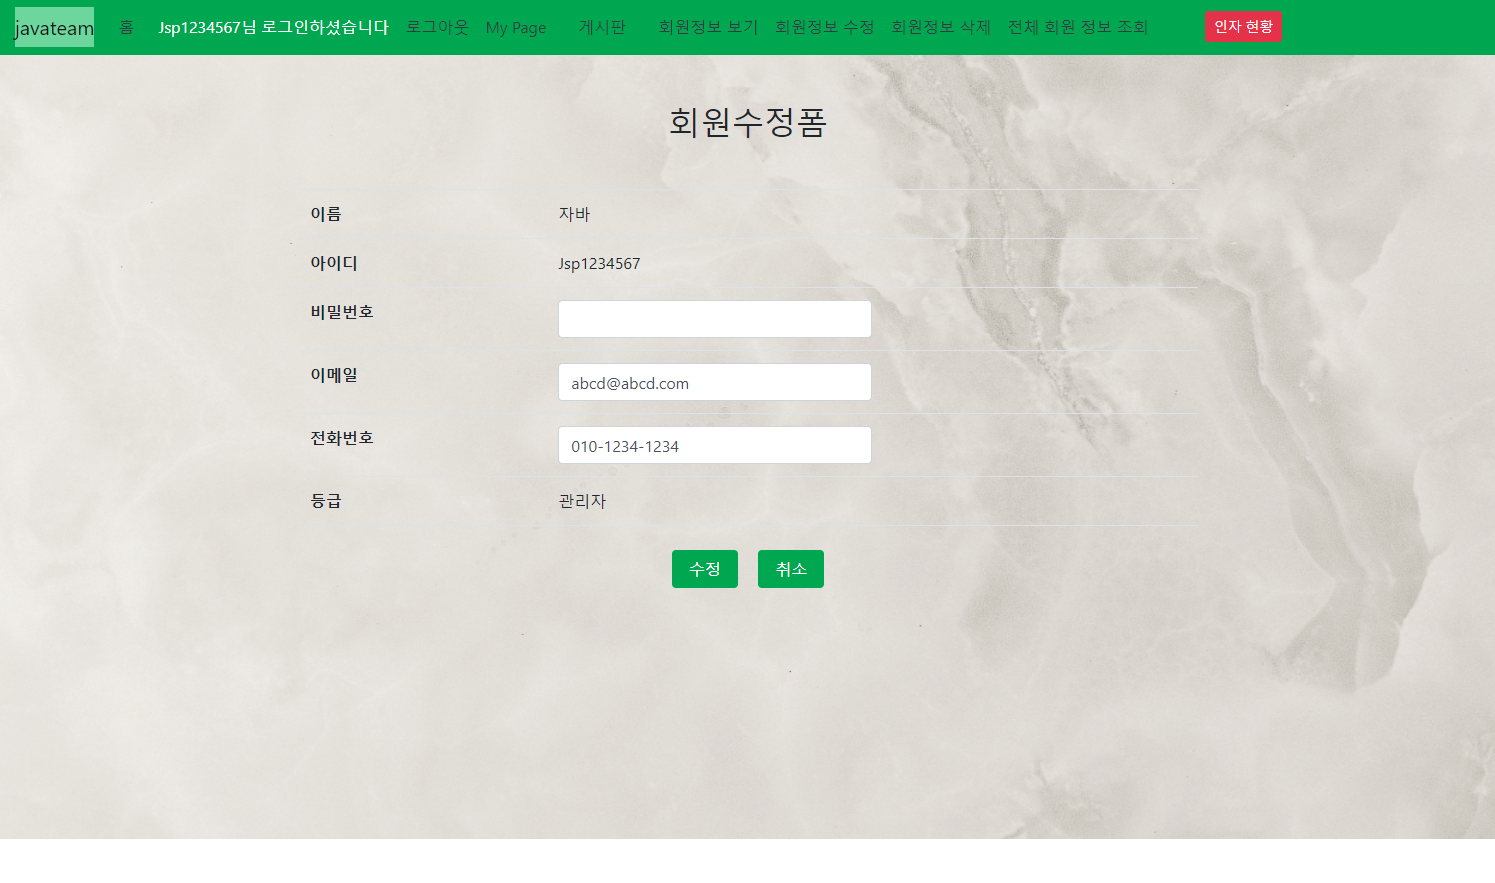 javateam 홈 Jsp1234567님 로그인하셨습니다 로그아웃 My Page 게시판 회원정보 보기 회원정보 수정 회원정보 삭제 전체 회원 정보 조회 인자 현황
회원수정폼
이름 자바
아이디 Jsp1234567
비밀번호
이메일 abcd@abcd.com
전화번호 010-1234-1234
등급 관리자
수정 취소